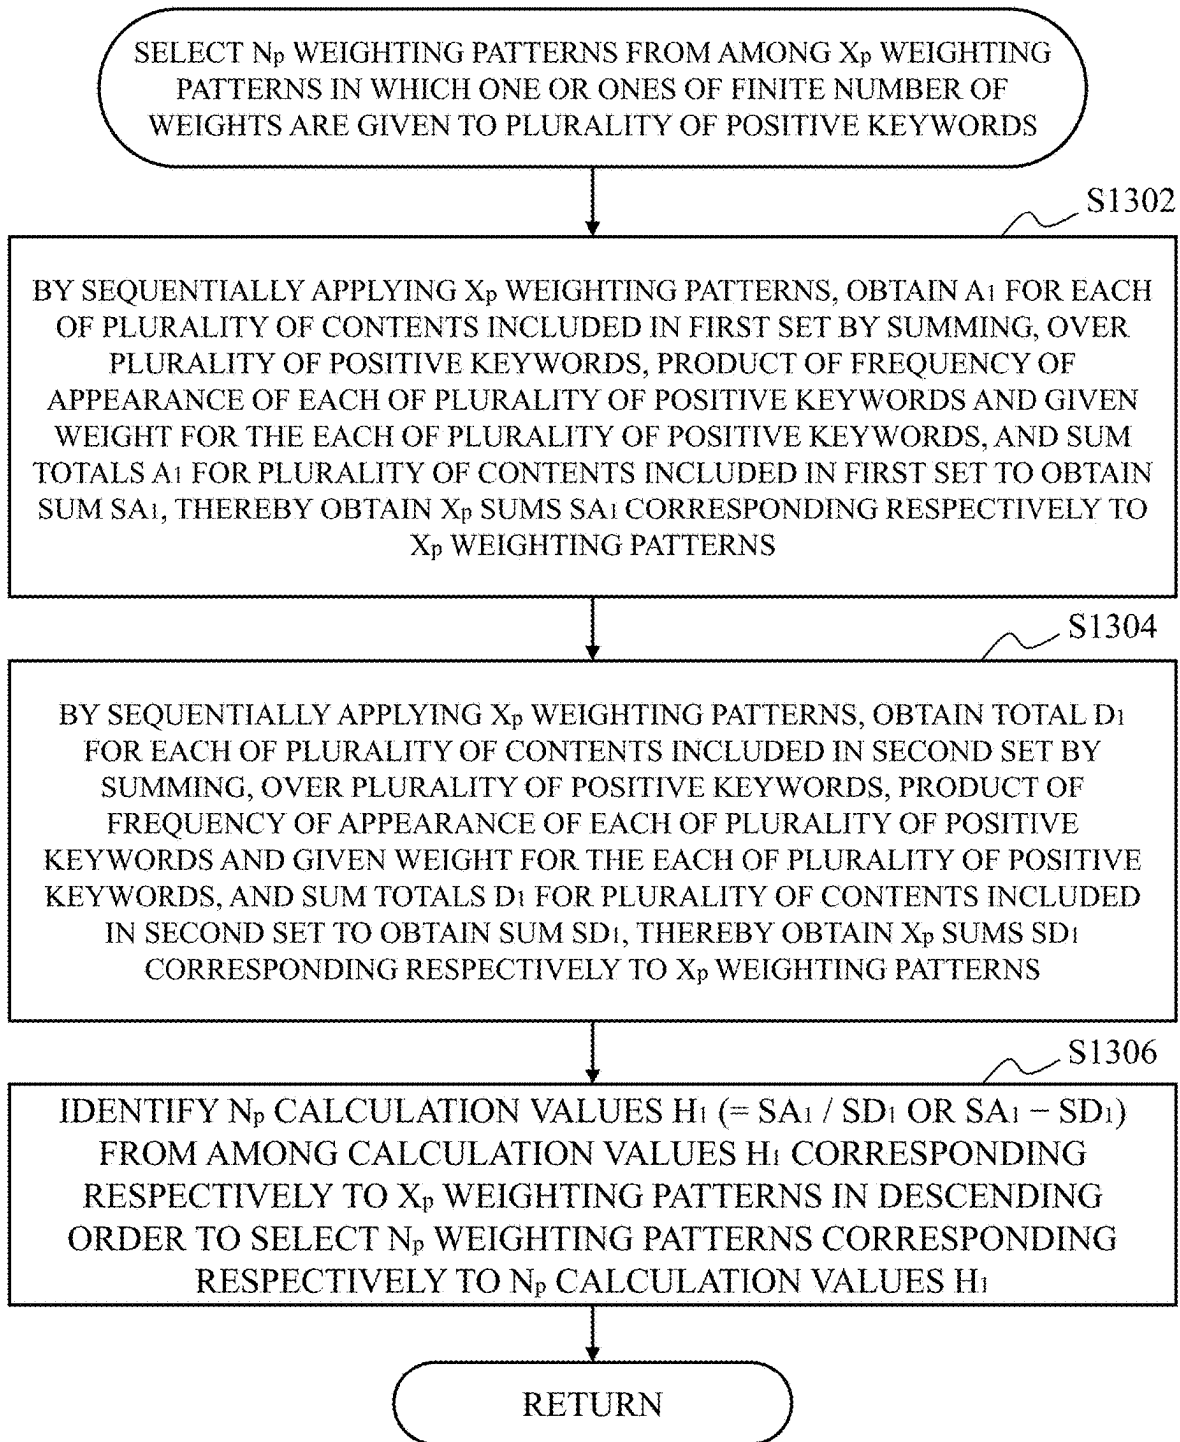 SELECT Np WEIGHTING PATTERNS FROM AMONG Xp WEIGHTING
PATTERNS IN WHICH ONE OR ONES OF FINITE NUMBER OF
WEIGHTS ARE GIVEN TO PLURALITY OF POSITIVE KEYWORDS
S1302
BY SEQUENTIALLY APPLYING Xp WEIGHTING PATTERNS, OBTAIN A1 FOR EACH
OF PLURALITY OF CONTENTS INCLUDED IN FIRST SET BY SUMMING, OVER
PLURALITY OF POSITIVE KEYWORDS, PRODUCT OF FREQUENCY OF
APPEARANCE OF EACH OF PLURALITY OF POSITIVE KEYWORDS AND GIVEN
WEIGHT FOR THE EACH OF PLURALITY OF POSITIVE KEYWORDS, AND SUM
TOTALS A1 FOR PLURALITY OF CONTENTS INCLUDED IN FIRST SET TO OBTAIN
SUM SA1, THEREBY OBTAIN Xp SUMS SA1 CORRESPONDING RESPECTIVELY TO
Xp WEIGHTING PATTERNS
S1304
BY SEQUENTIALLY APPLYING Xp WEIGHTING PATTERNS, OBTAIN TOTAL D1
FOR EACH OF PLURALITY OF CONTENTS INCLUDED IN SECOND SET BY
SUMMING, OVER PLURALITY OF POSITIVE KEYWORDS, PRODUCT OF
FREQUENCY OF APPEARANCE OF EACH OF PLURALITY OF POSITIVE
KEYWORDS AND GIVEN WEIGHT FOR THE EACH OF PLURALITY OF POSITIVE
KEYWORDS, AND SUM TOTALS D1 FOR PLURALITY OF CONTENTS INCLUDED
IN SECOND SET TO OBTAIN SUM SD1, THEREBY OBTAIN Xp SUMS SD1
CORRESPONDING RESPECTIVELY TO Xp WEIGHTING PATTERNS
S1306
IDENTIFY Np CALCULATION VALUES H1 (= SA1 / SD1 OR SA1 − SD1)
FROM AMONG CALCULATION VALUES H1 CORRESPONDING
RESPECTIVELY TO Xp WEIGHTING PATTERNS IN DESCENDING
ORDER TO SELECT Np WEIGHTING PATTERNS CORRESPONDING
RESPECTIVELY TO Np CALCULATION VALUES H1
RETURN